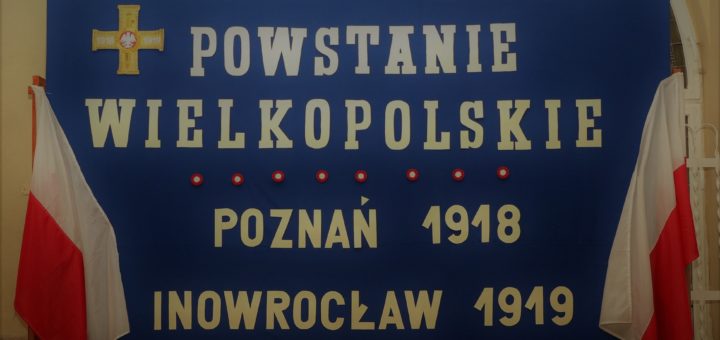 POWSTANIE
WIELKOPOLSKIE
POZNAŃ 1918
INOWROCŁAW 1919